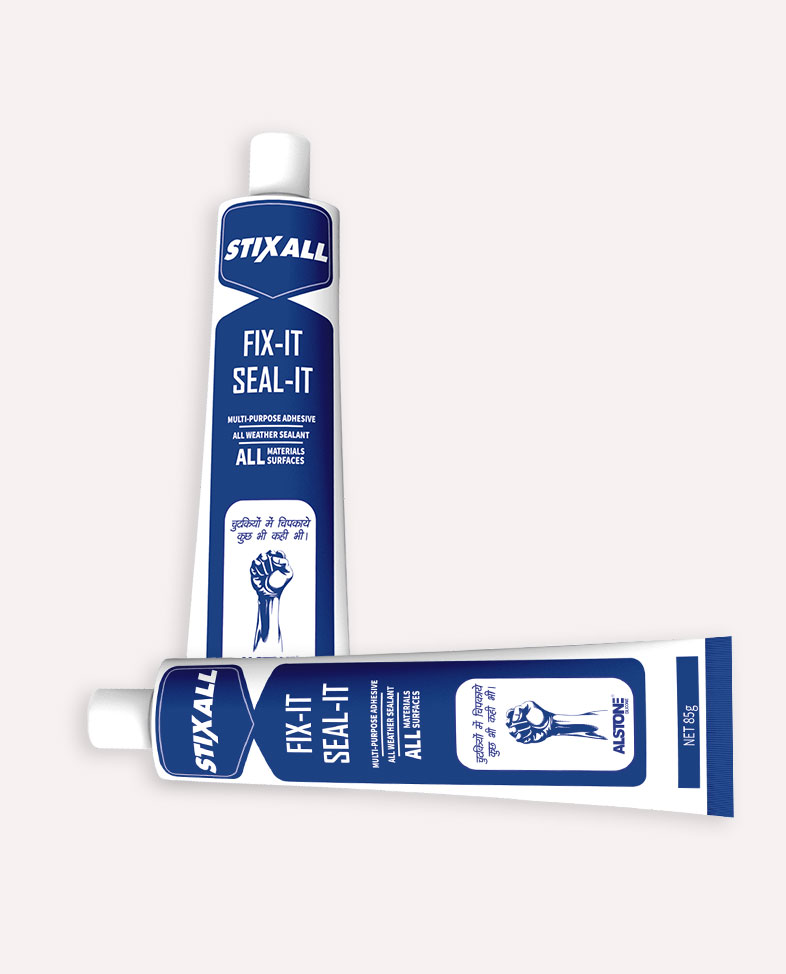 STIXALL
FIX-IT
SEAL-IT
MULTI-PURPOSE ADHESIVE
ALL WEATHER SEALANT
ALL MATERIALS
SURFACES
चुटकियों में चिपकाये
कुछ भी कही भी।
STIXALL
FIX-IT
SEAL-IT
MULTI-PURPOSE ADHESIVE
ALL WEATHER SEALANT
ALL MATERIALS
SURFACES
चुटकियों में चिपकाये
कुछ भी कही भी।
ALSTONE
NET 85g